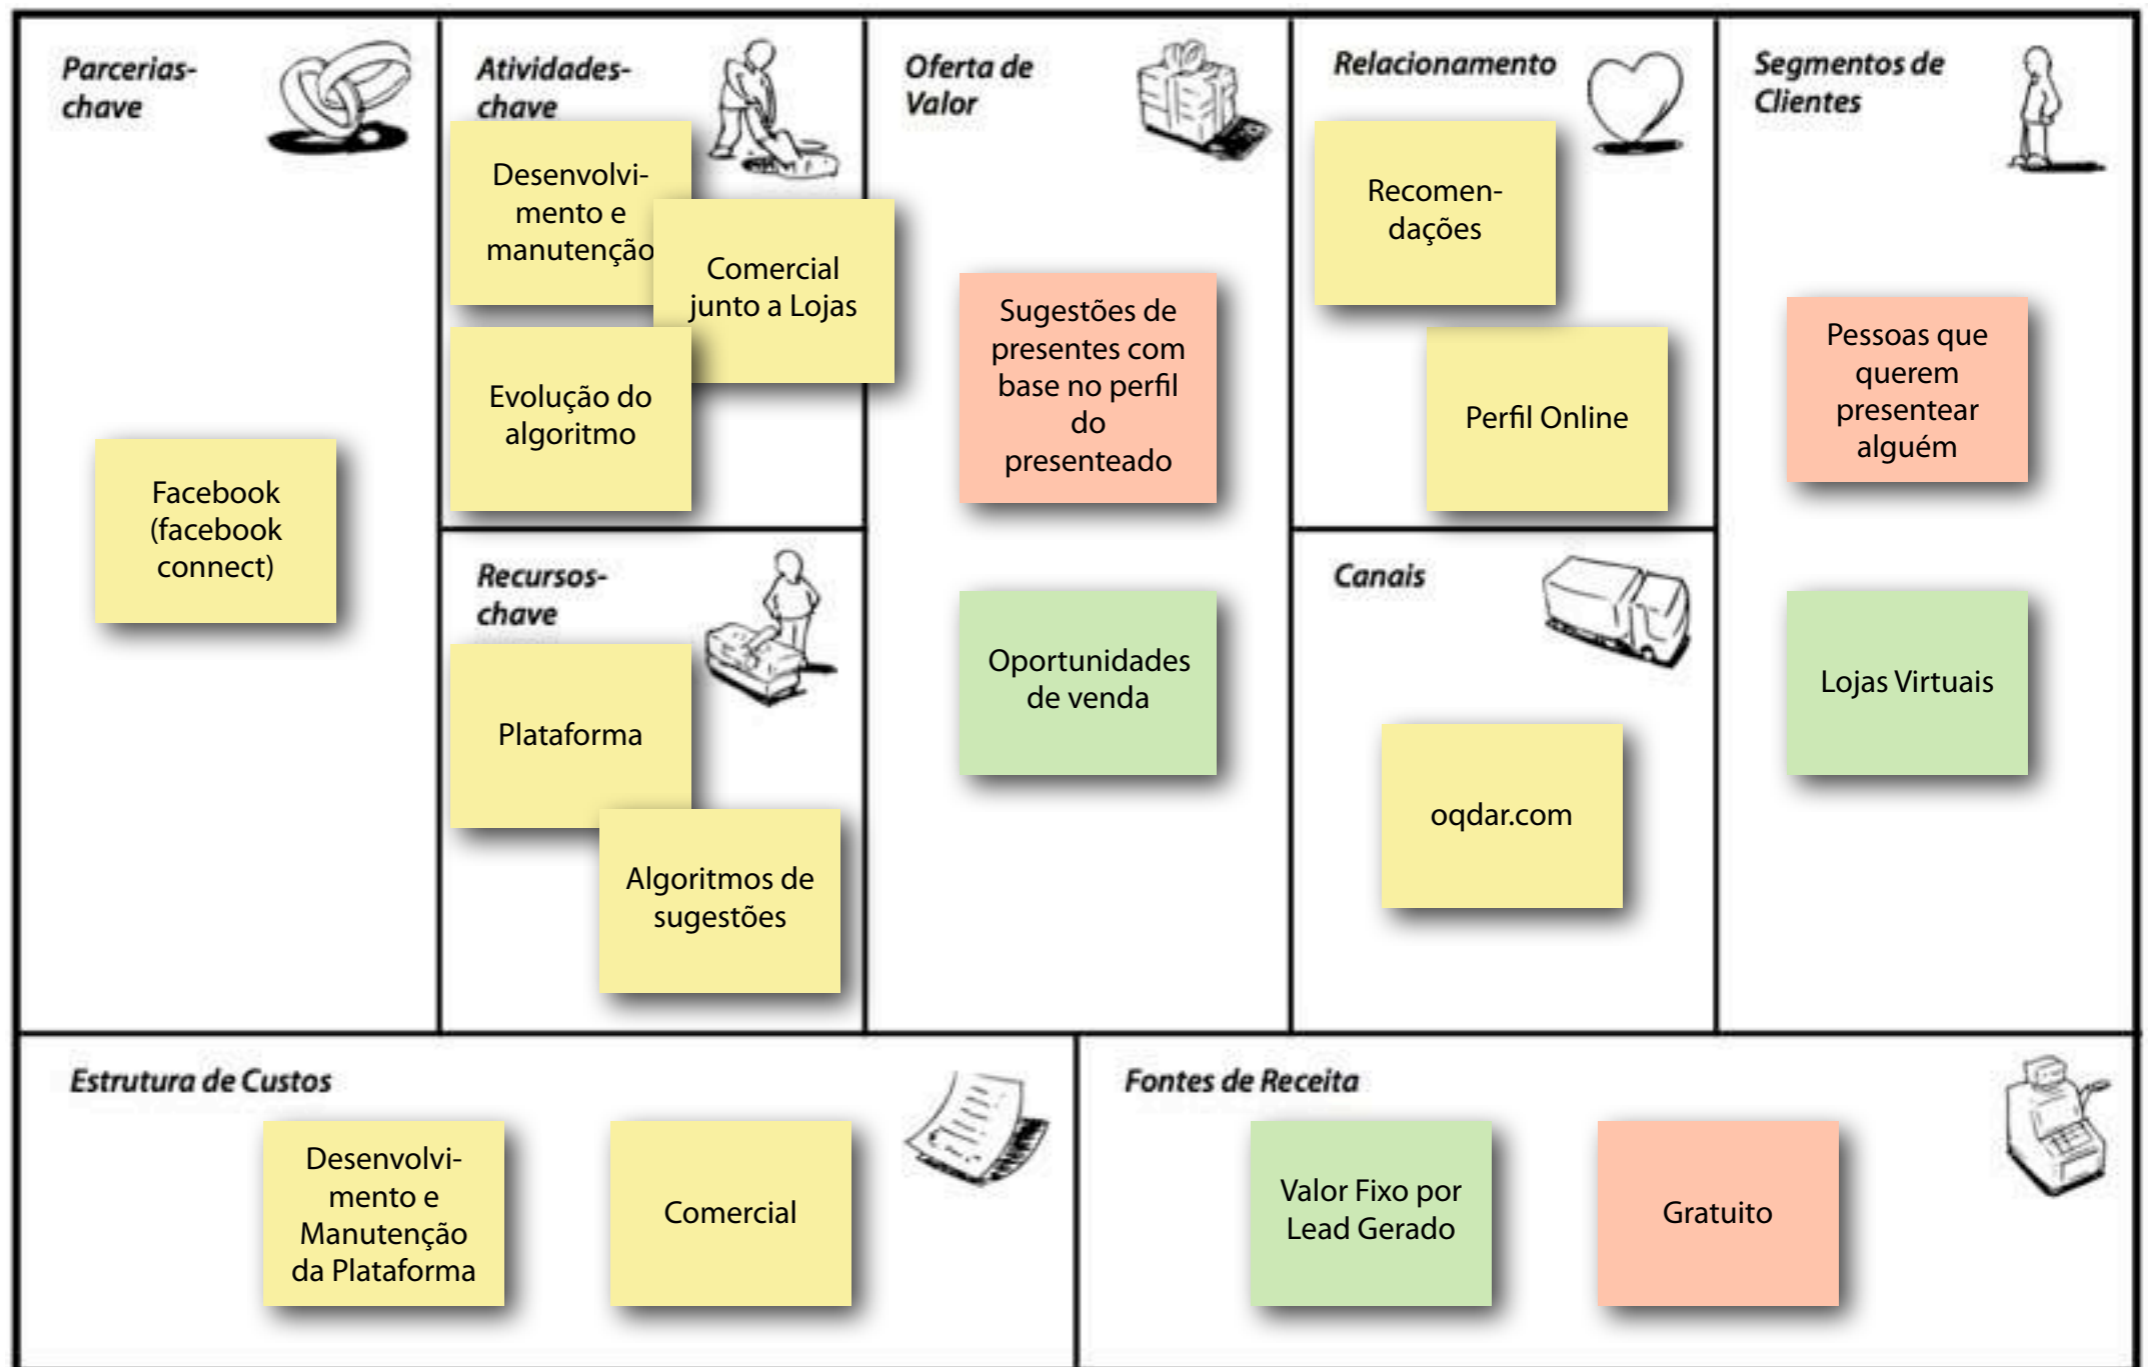 Parcerias-
chave
Facebook
(facebook
connect)
Atividades-
chave
Desenvolvi-
mento e
manutenção
Comercial
junto a Lojas
Evolução do
algoritmo
Recursos-
chave
Plataforma
Algoritmos de
sugestões
Oferta de
Valor
Sugestões de
presentes com
base no perfil
do
presenteado
Oportunidades
de venda
Relacionamento
Recomen-
dações
Perfil Online
Canais
oqdar.com
Segmentos de
Clientes
Pessoas que
querem
presentear
alguém
Lojas Virtuais
Estrutura de Custos
Desenvolvi-
mento e
Manutenção
da Plataforma
Comercial
Fontes de Receita
Valor Fixo por
Lead Gerado
Gratuito